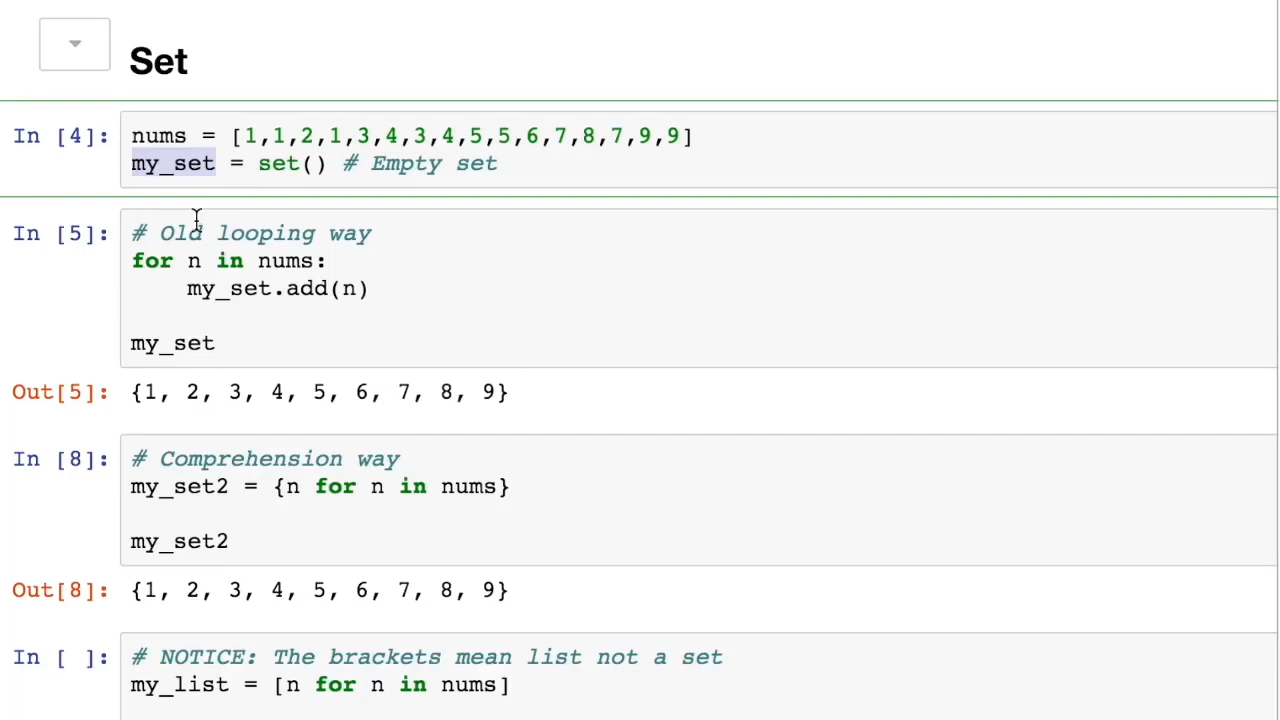 Set
In [4]:
nums = [1,1,2,1,3,4,3,4,5,5,6,7,8,7,9,9]
my_set = set() # Empty set
In [5]:
# Old looping way
for n in nums:
    my_set.add(n)
my_set
Out[5]:
{1, 2, 3, 4, 5, 6, 7, 8, 9}
In [8]:
# Comprehension way
my_set2 = {n for n in nums}
my_set2
Out[8]:
{1, 2, 3, 4, 5, 6, 7, 8, 9}
In [ ]:
# NOTICE: The brackets mean list not a set
my_list = [n for n in nums]